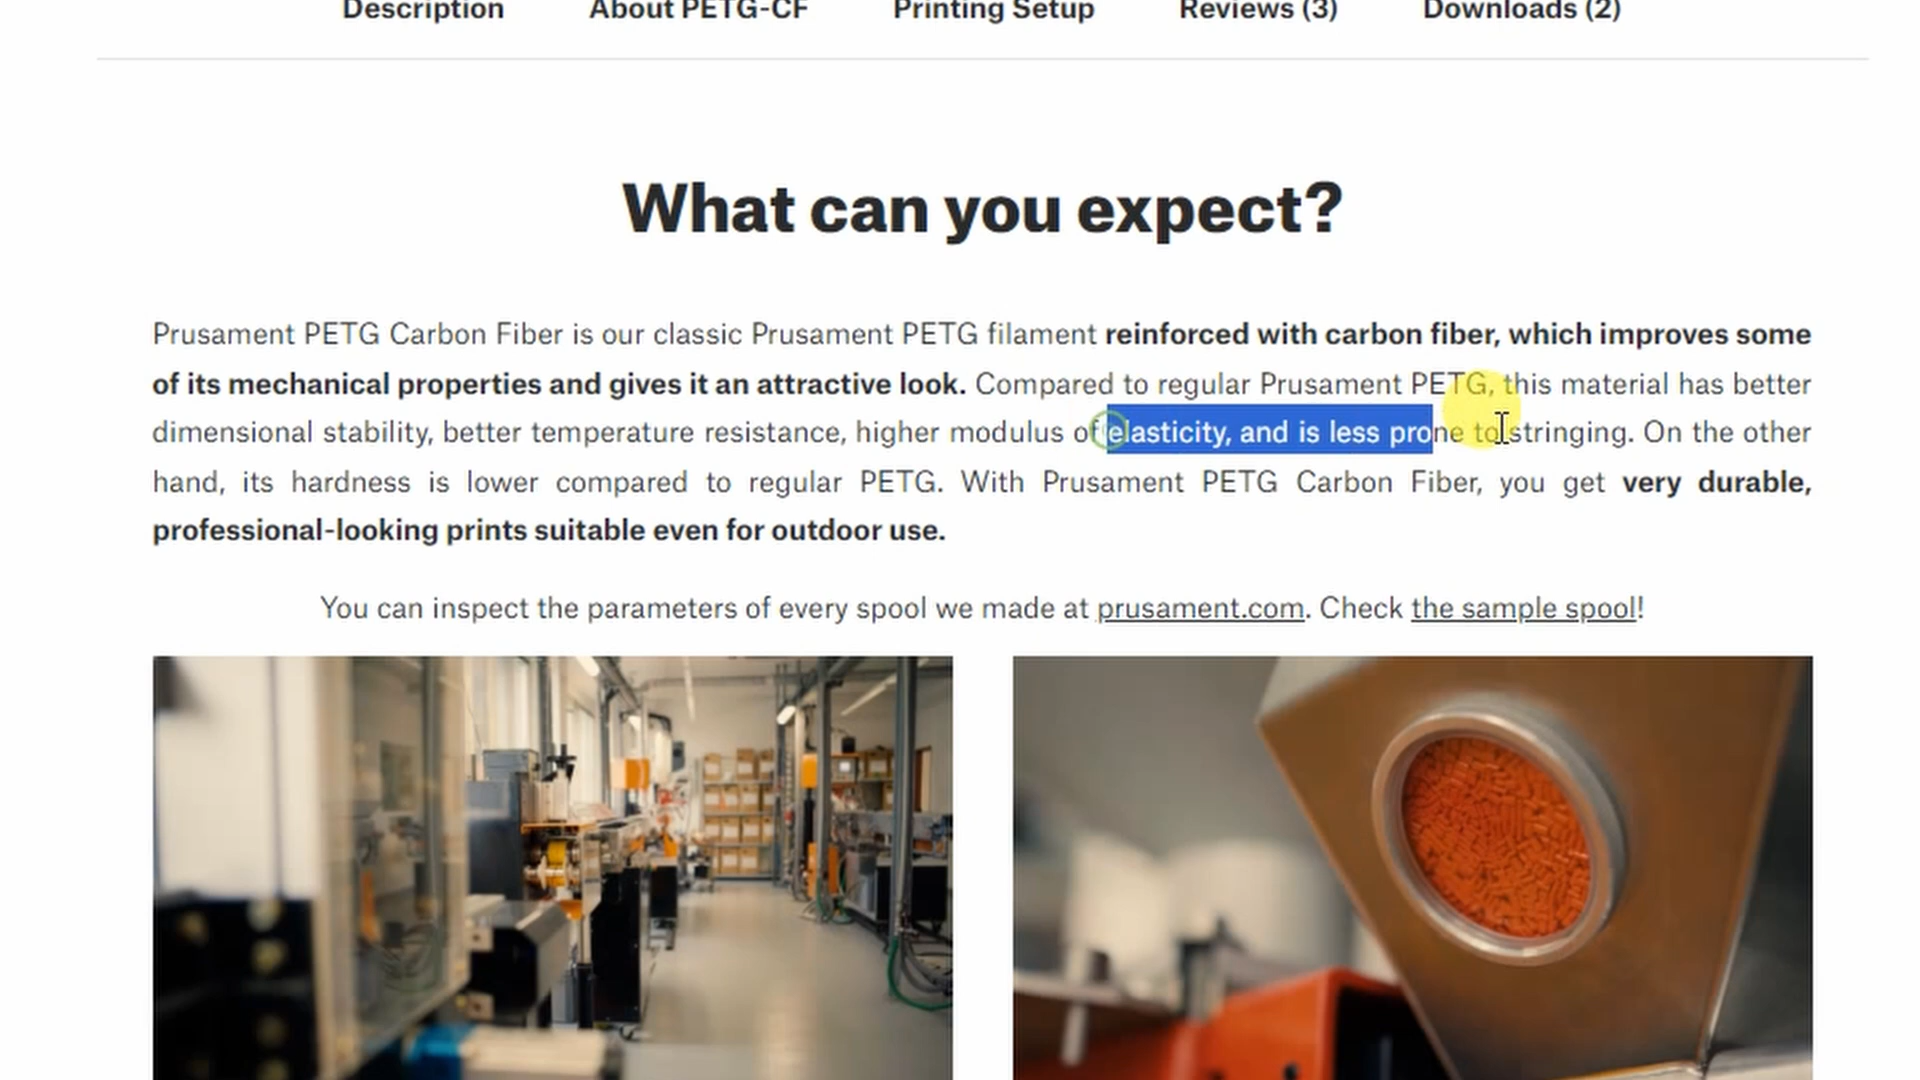 Description About PETG-CF Printing Setup Reviews (3) Downloads (2)
What can you expect?
Prusament PETG Carbon Fiber is our classic Prusament PETG filament reinforced with carbon fiber, which improves some
of its mechanical properties and gives it an attractive look. Compared to regular Prusament PETG, this material has better
dimensional stability, better temperature resistance, higher modulus of elasticity, and is less prone to stringing. On the other
hand, its hardness is lower compared to regular PETG. With Prusament PETG Carbon Fiber, you get very durable,
professional-looking prints suitable even for outdoor use.
You can inspect the parameters of every spool we made at prusament.com. Check the sample spool!